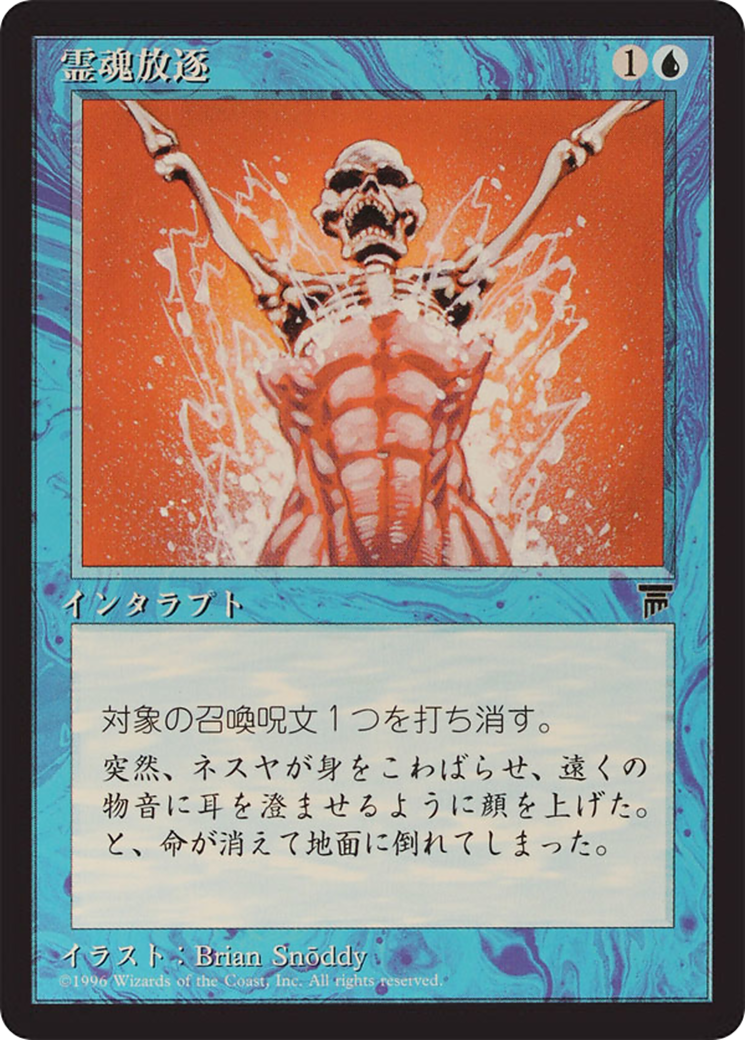 霊魂放逐
1
インタラプト
対象の召喚呪文1つを打ち消す。
突然、ネスヤが身をこわばらせ、遠くの
物音に耳を澄ませるように顔を上げた。
と、命が消えて地面に倒れてしまった。
イラスト:Brian Snōddy
©1996 Wizards of the Coast, Inc. All rights reserved.